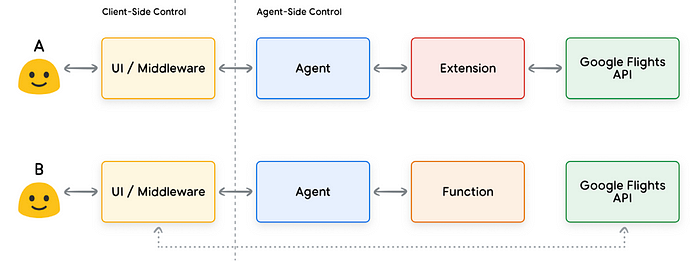 Client-Side Control
Agent-Side Control
A
UI / Middleware
Agent
Extension
Google Flights
API
B
UI / Middleware
Agent
Function
Google Flights
API